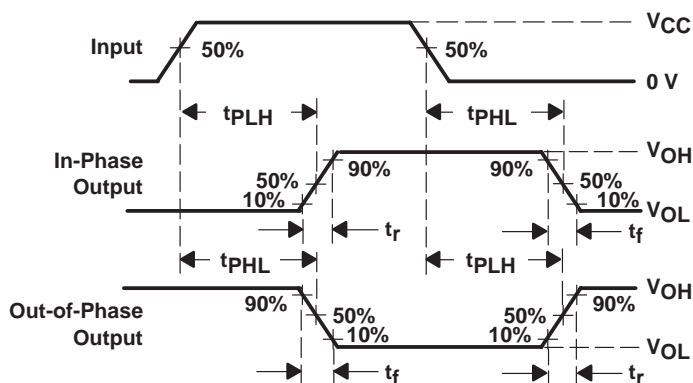 VCC
Input
50%
50%
0 V
tPLH
tPHL
In-Phase
Output
90%
90%
VOH
50%
50%
10%
10%
VOL
tr
tf
tPHL
tPLH
Out-of-Phase
Output
90%
90%
VOH
50%
50%
10%
10%
VOL
tf
tr